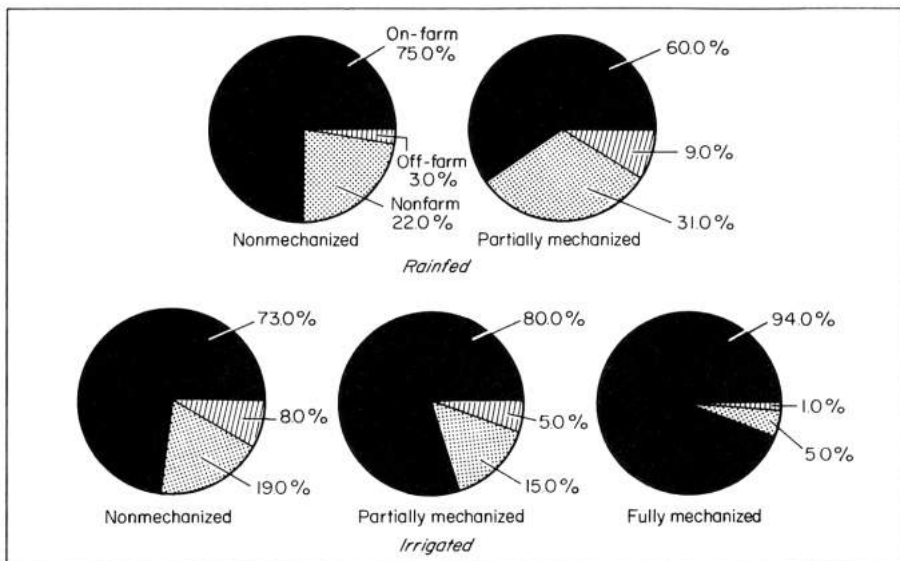 On-farm
75.0%
60.0%
Off-farm
3.0%
9.0%
Nonfarm
22.0%
31.0%
Nonmechanized
Partially mechanized
Rainfed
73.0%
80.0%
94.0%
8.0%
5.0%
1.0%
19.0%
15.0%
5.0%
Nonmechanized
Partially mechanized
Fully mechanized
Irrigated